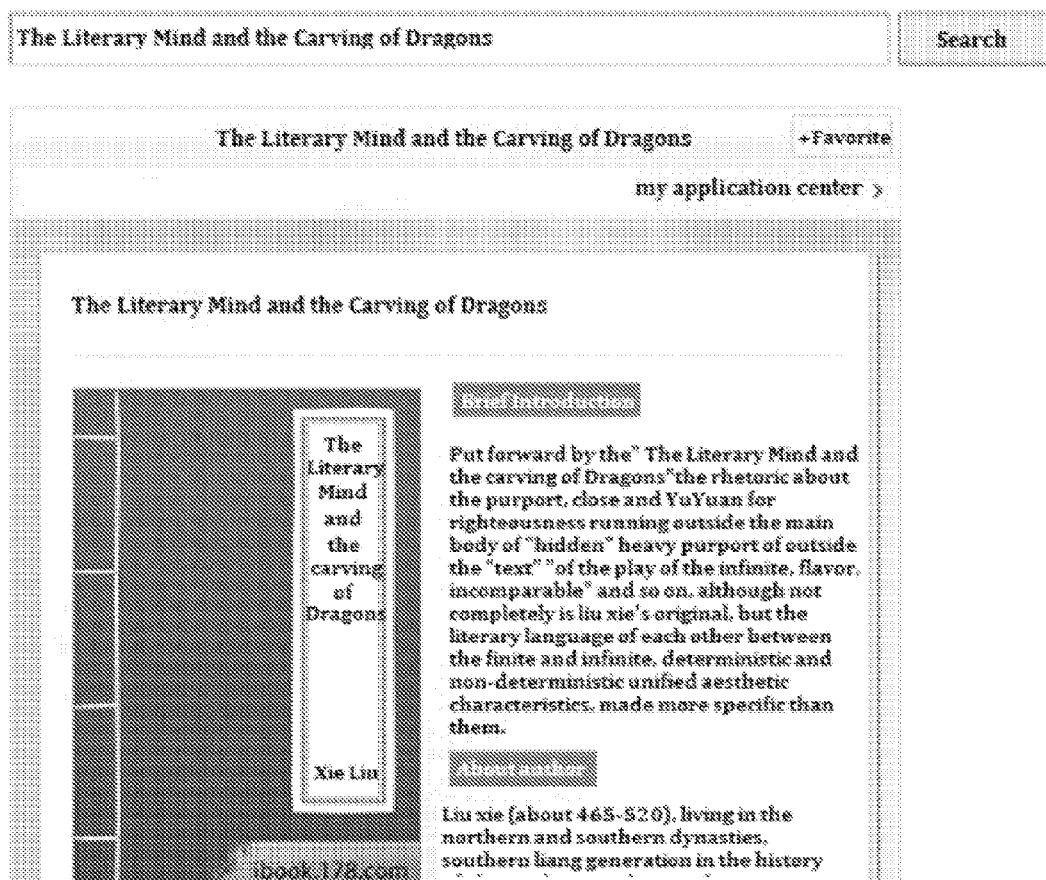 The Literary Mind and the Carving of Dragons
Search
The Literary Mind and the Carving of Dragons
+Favorite
my application center >
The Literary Mind and the Carving of Dragons
The
Literary
Mind
and
the
carving
of
Dragons
Xie Liu
ibook.178.com
Brief Introduction
Put forward by the" The Literary Mind and
the carving of Dragons"the rhetoric about
the purport, close and YuYuan for
righteousness running outside the main
body of "hidden" heavy purport of outside
the "text" "of the play of the infinite, flavor,
incomparable" and so on, although not
completely is liu xie's original, but the
literary language of each other between
the finite and infinite, deterministic and
non-deterministic unified aesthetic
characteristics, made more specific than
them.
About author
Liu xie (about 465-520), living in the
northern and southern dynasties,
southern liang generation in the history